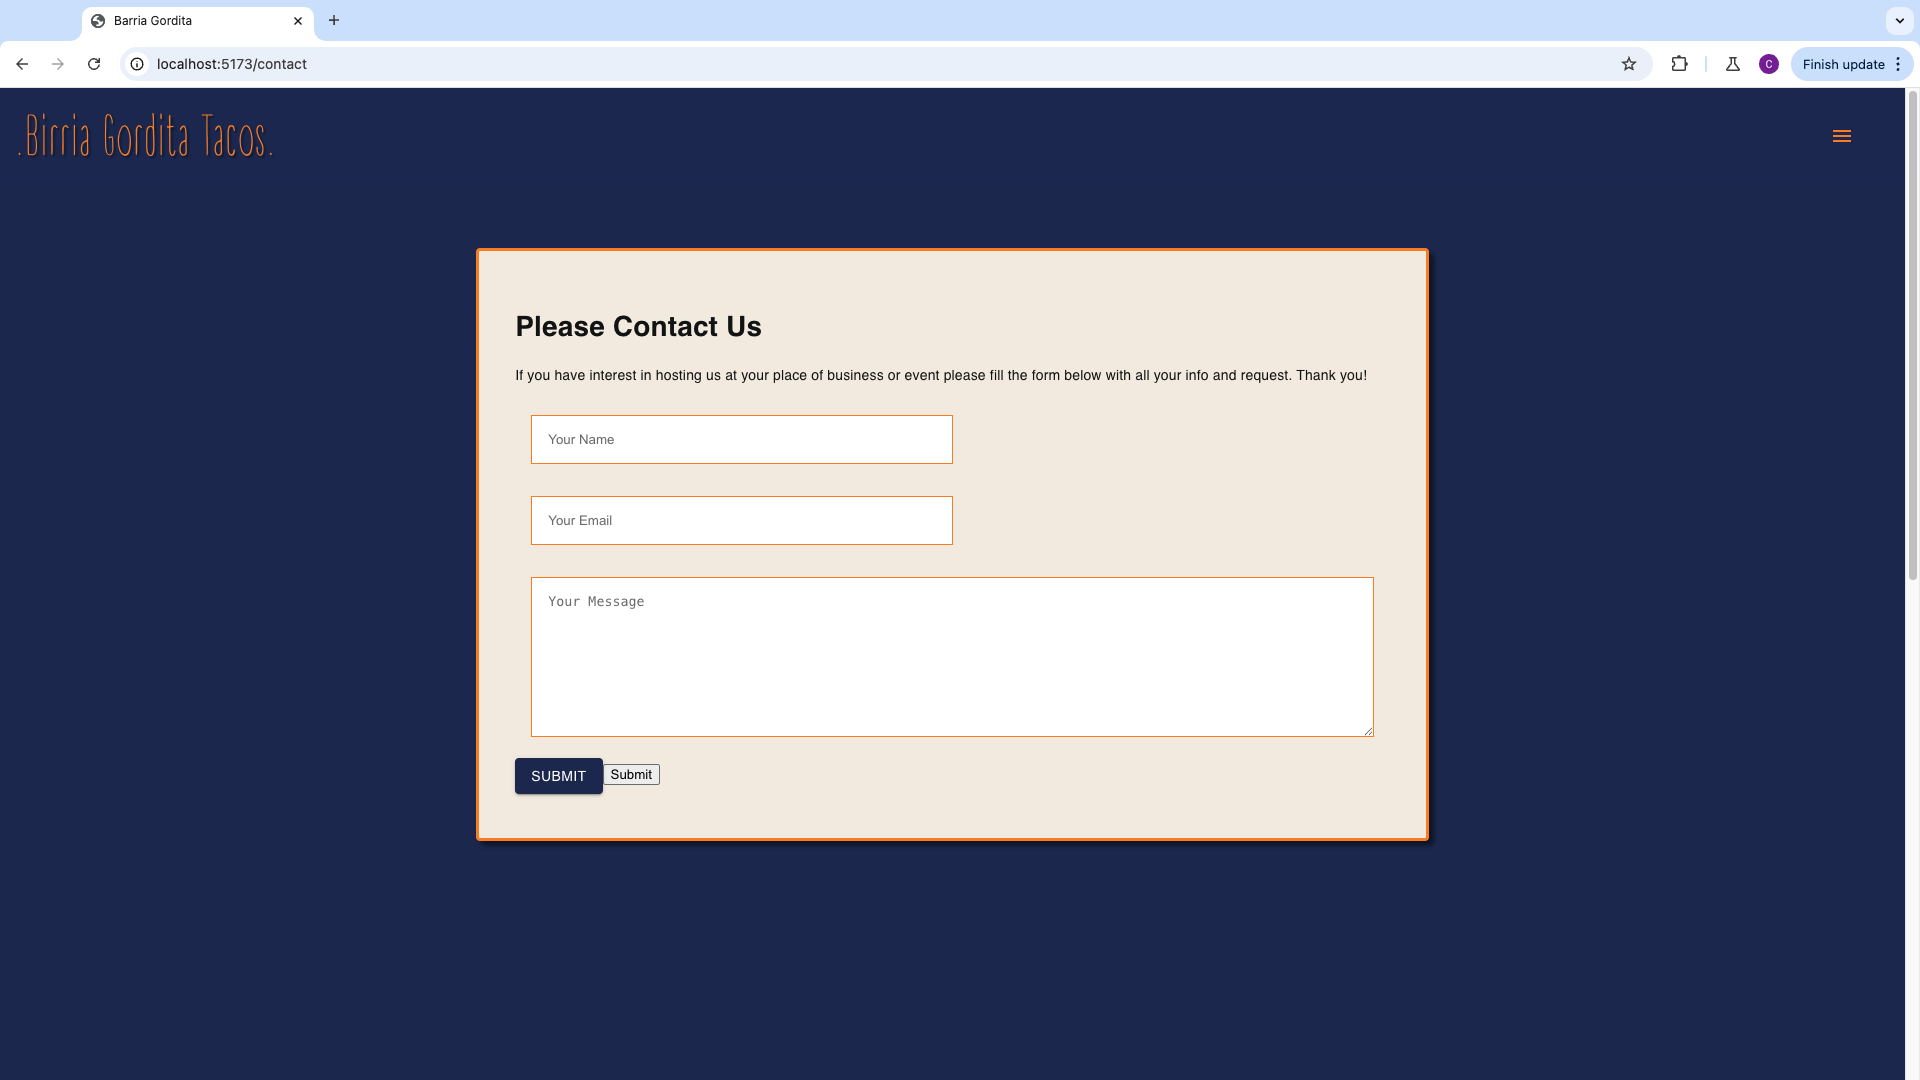 Barria Gordita
localhost:5173/contact
C
Finish update
.Birria Gordita Tacos.
Please Contact Us
If you have interest in hosting us at your place of business or event please fill the form below with all your info and request. Thank you!
Your Name
Your Email
Your Message
SUBMIT Submit